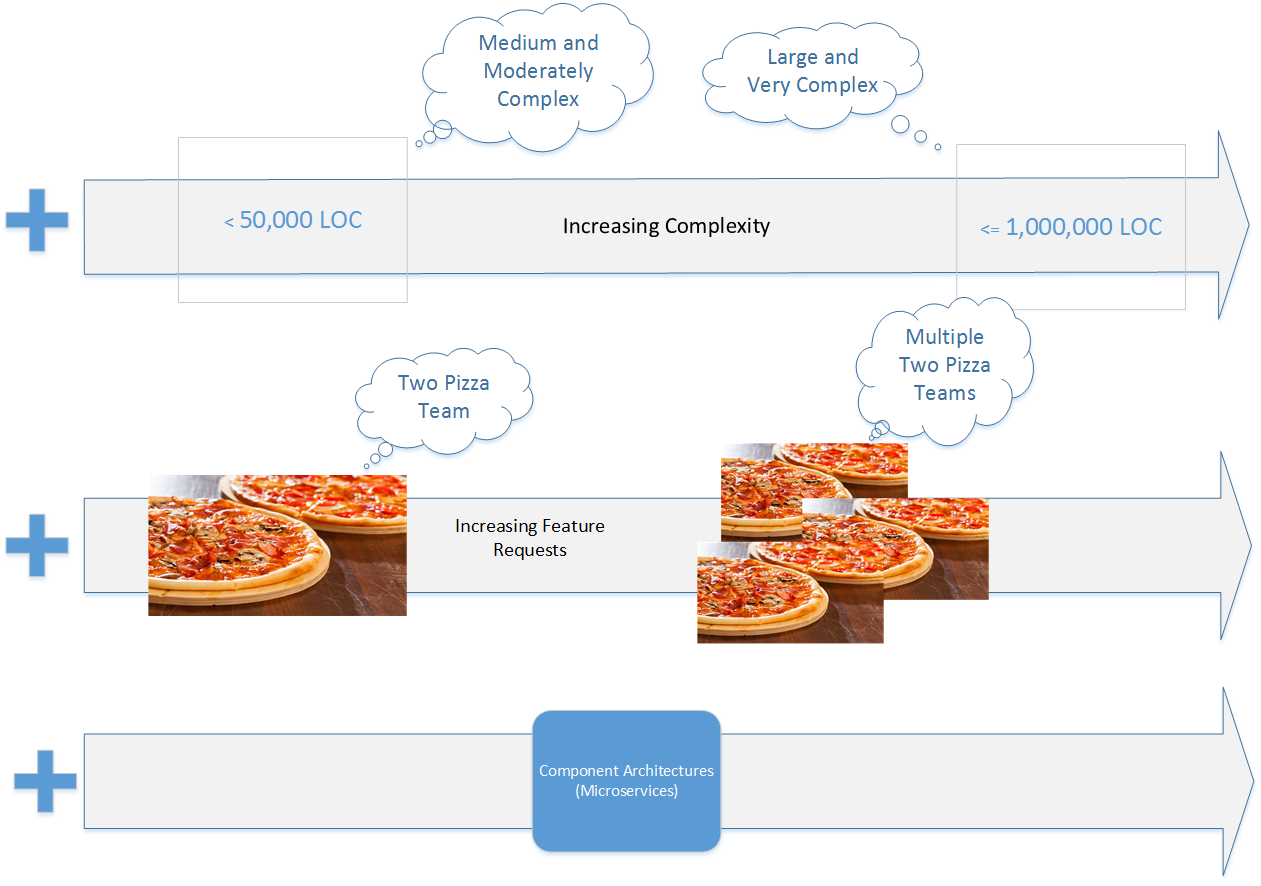 Medium and
Moderately
Complex
Large and
Very Complex
< 50,000 LOC
Increasing Complexity
<= 1,000,000 LOC
Two Pizza
Team
Multiple
Two Pizza
Teams
Increasing Feature
Requests
Component Architectures
(Microservices)